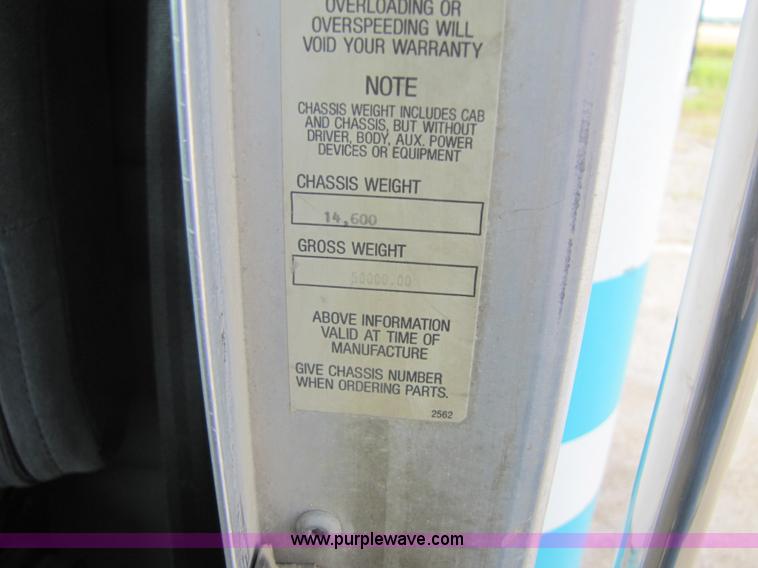 OVERLOADING OR
OVERSPEEDING WILL
VOID YOUR WARRANTY
NOTE
CHASSIS WEIGHT INCLUDES CAB
AND CHASSIS, BUT WITHOUT
DRIVER, BODY, AUX. POWER
DEVICES OR EQUIPMENT
CHASSIS WEIGHT
14,600
GROSS WEIGHT
50000.00
ABOVE INFORMATION
VALID AT TIME OF
MANUFACTURE
GIVE CHASSIS NUMBER
WHEN ORDERING PARTS.
2562
www.purplewave.com